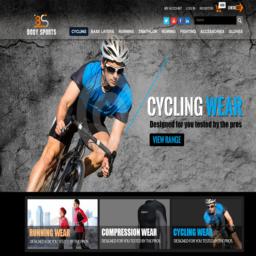 MY ACCOUNT
LOG IN
REGISTER
BODY SPORTS
CYCLING BASE LAYERS RUNNING TRIATHLON ROWING FISHING ACCESSORIES GLOVES
CYCLING WEAR
Designed for you tested by the pros
VIEW RANGE
RUNNING WEAR
DESIGNED FOR YOU TESTED BY THE PROS
COMPRESSION WEAR
DESIGNED FOR YOU TESTED BY THE PROS
CYCLING WEAR
DESIGNED FOR YOU TESTED BY THE PROS